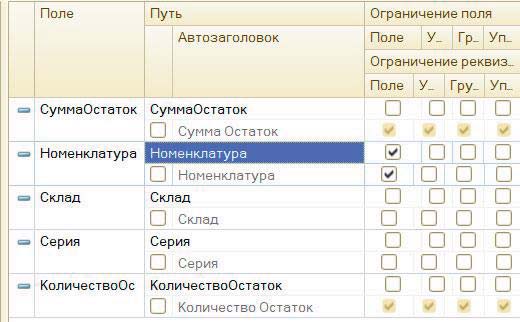 Поле Путь Ограничение поля
Автозаголовок Поле У... Гр... Уп...
Ограничение реквиз...
Поле У... Гру... Уп...
СуммаОстаток СуммаОстаток
Сумма Остаток
Номенклатура Номенклатура
Номенклатура
Склад Склад
Склад
Серия Серия
Серия
КоличествоОс КоличествоОстаток
Количество Остаток